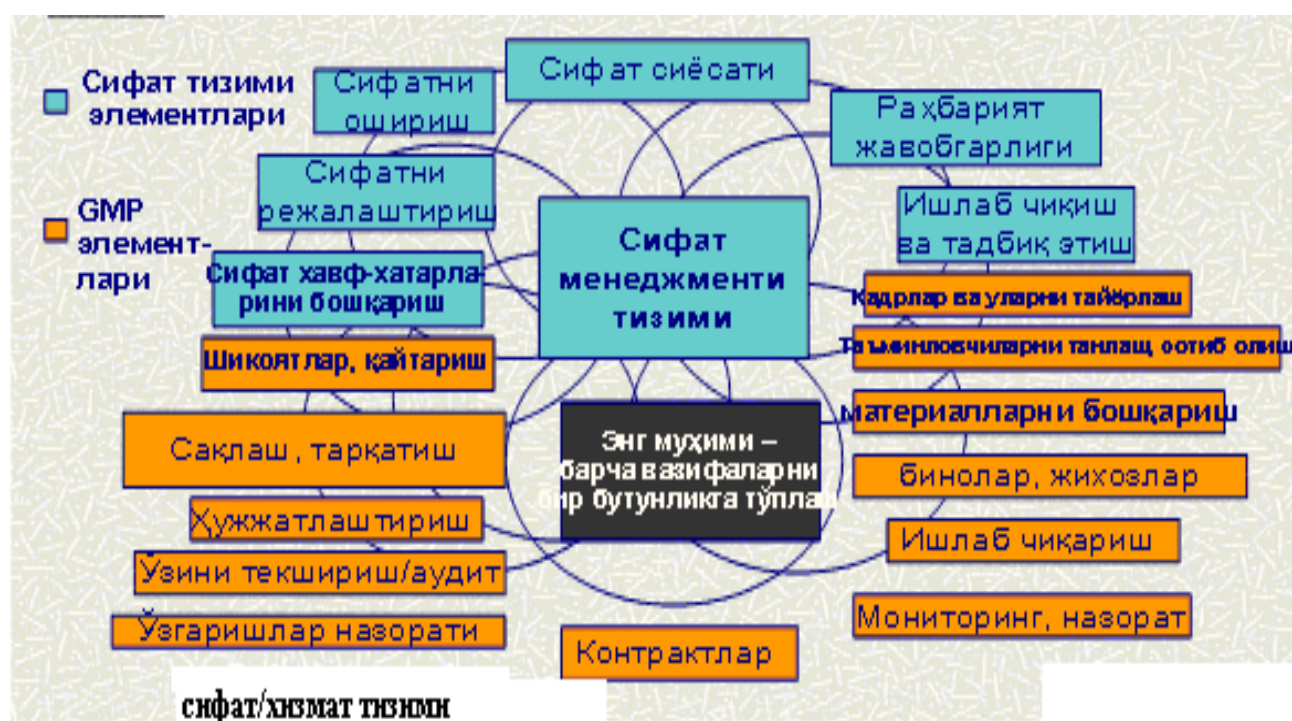 Сифат тизими
элементлари
GMP
элемент-
лари
Сифатни
ошириш
Сифат сиёсати
Раҳбарият
жавобгарлиги
Сифатни
режалаштириш
Ишлаб чиқиш
ва тадбиқ этиш
Сифат
менежменти
тизими
Сифат хавф-хатарла-
рини бошқариш
Кадрлар ва уларни тайёрлаш
Шикоятлар, қайтариш
Таъминловчиларни танлаш, сотиб олиш
материалларни бошқариш
Сақлаш, тарқатиш
Энг муҳими –
барча вазифаларни
бир бутунликга тўплаш
бинолар, жихозлар
Ҳужжатлаштириш
Ишлаб чиқариш
Ўзини текшириш/аудит
Мониторинг, назорат
Ўзгаришлар назорати
Контрактлар
сифат/хизмат тизими